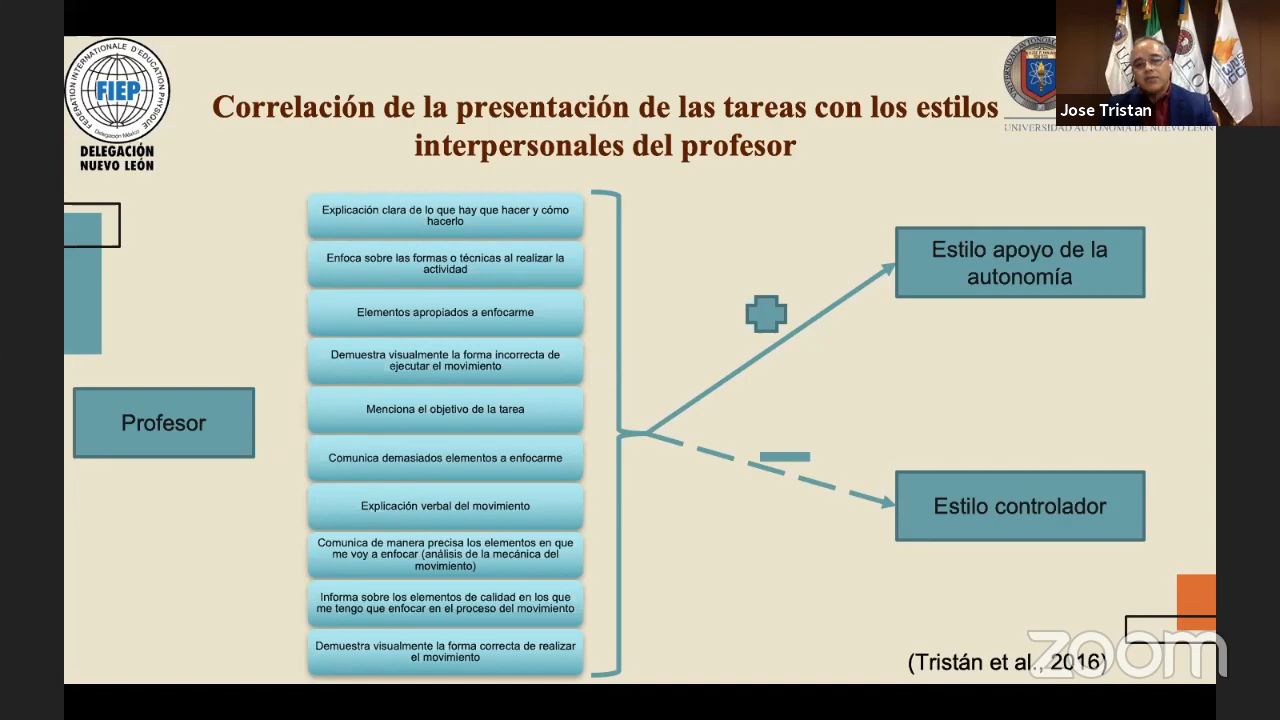 FEDERATION INTERNATIONALE D'EDUCATION PHYSIQUE
FIEP
Delegation México
DELEGACIÓN
NUEVO LEÓN
Correlación de la presentación de las tareas con los estilos
interpersonales del profesor
Jose Tristan
UNIVERSIDAD AUTÓNOMA DE NUEVO LEÓN
Profesor
Explicación clara de lo que hay que hacer y cómo
hacerlo
Enfoca sobre las formas o técnicas al realizar la
actividad
Elementos apropiados a enfocarme
Demuestra visualmente la forma incorrecta de
ejecutar el movimiento
Menciona el objetivo de la tarea
Comunica demasiados elementos a enfocarme
Explicación verbal del movimiento
Comunica de manera precisa los elementos en que
me voy a enfocar (análisis de la mecánica del
movimiento)
Informa sobre los elementos de calidad en los que
me tengo que enfocar en el proceso del movimiento
Demuestra visualmente la forma correcta de realizar
el movimiento
Estilo apoyo de la
autonomía
Estilo controlador
(Tristán et al., 2016)
zoom